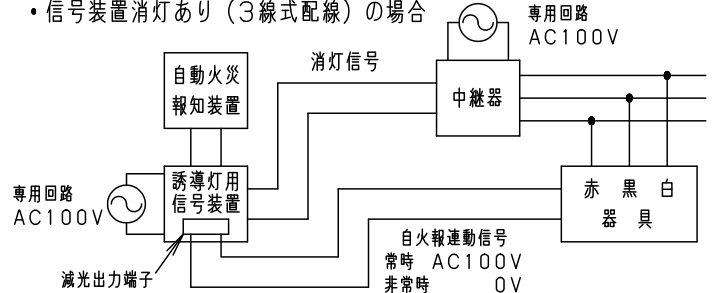 ・信号装置消灯あり（3線式配線）の場合
専用回路
AC100V
消灯信号
自動火災
報知装置
中継器
誘導灯用
信号装置
専用回路
AC100V
赤 黒 白
器 具
自火報連動信号
常時 AC100V
非常時 0V
減光出力端子